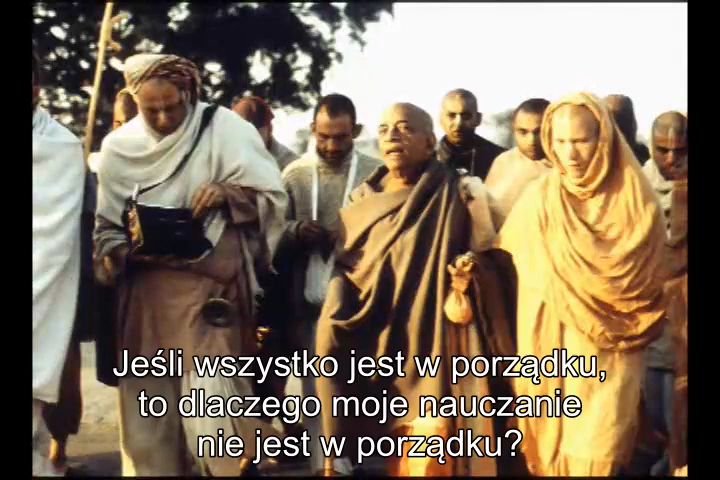 Jeśli wszystko jest w porządku,
to dlaczego moje nauczanie
nie jest w porządku?